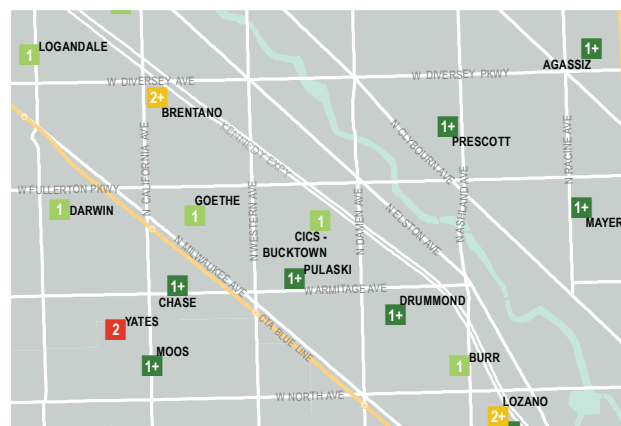 LOGANDALE
1
AGASSIZ
1+
W DIVERSEY AVE
W DIVERSEY PKWY
2+
BRENTANO
KENNEDY EXPY
N CLYBOURN AVE
1+
PRESCOTT
N RACINE AVE
N CALIFORNIA AVE
N WESTERN AVE
N DAMEN AVE
N ELSTON AVE
N ASHLAND AVE
W FULLERTON PKWY
1
DARWIN
GOETHE
1
1
CICS -
BUCKTOWN
1+
MAYER
N MILWAUKEE AVE
PULASKI
1+
1+
CHASE
W ARMITAGE AVE
DRUMMOND
1+
CTA BLUE LINE
YATES
2
MOOS
1+
BURR
1
W NORTH AVE
LOZANO
2+